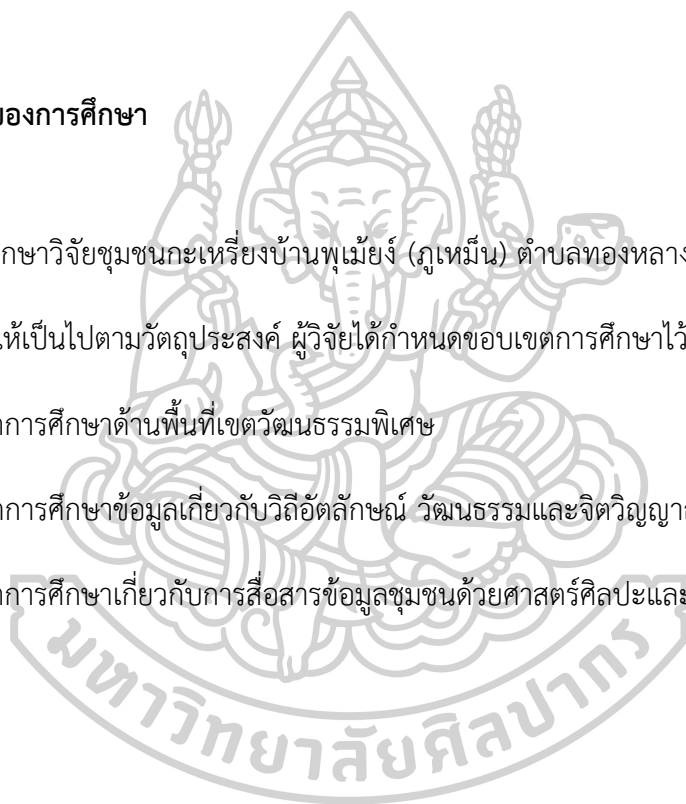 ของการศึกษา
กษาวิจัยชุมชนกะเหรี่ยงบ้านพุเม้ยง์ (ภูเหม็น) ตำบลทองหลาง
ห้เป็นไปตามวัตถุประสงค์ ผู้วิจัยได้กำหนดขอบเขตการศึกษาไว้
การศึกษาด้านพื้นที่เขตวัฒนธรรมพิเศษ
การศึกษาข้อมูลเกี่ยวกับวิถีอัตลักษณ์ วัฒนธรรมและจิตวิญญา
การศึกษาเกี่ยวกับการสื่อสารข้อมูลชุมชนด้วยศาสตร์ศิลปะและ
มหาวิทยาลัยศิลปากร